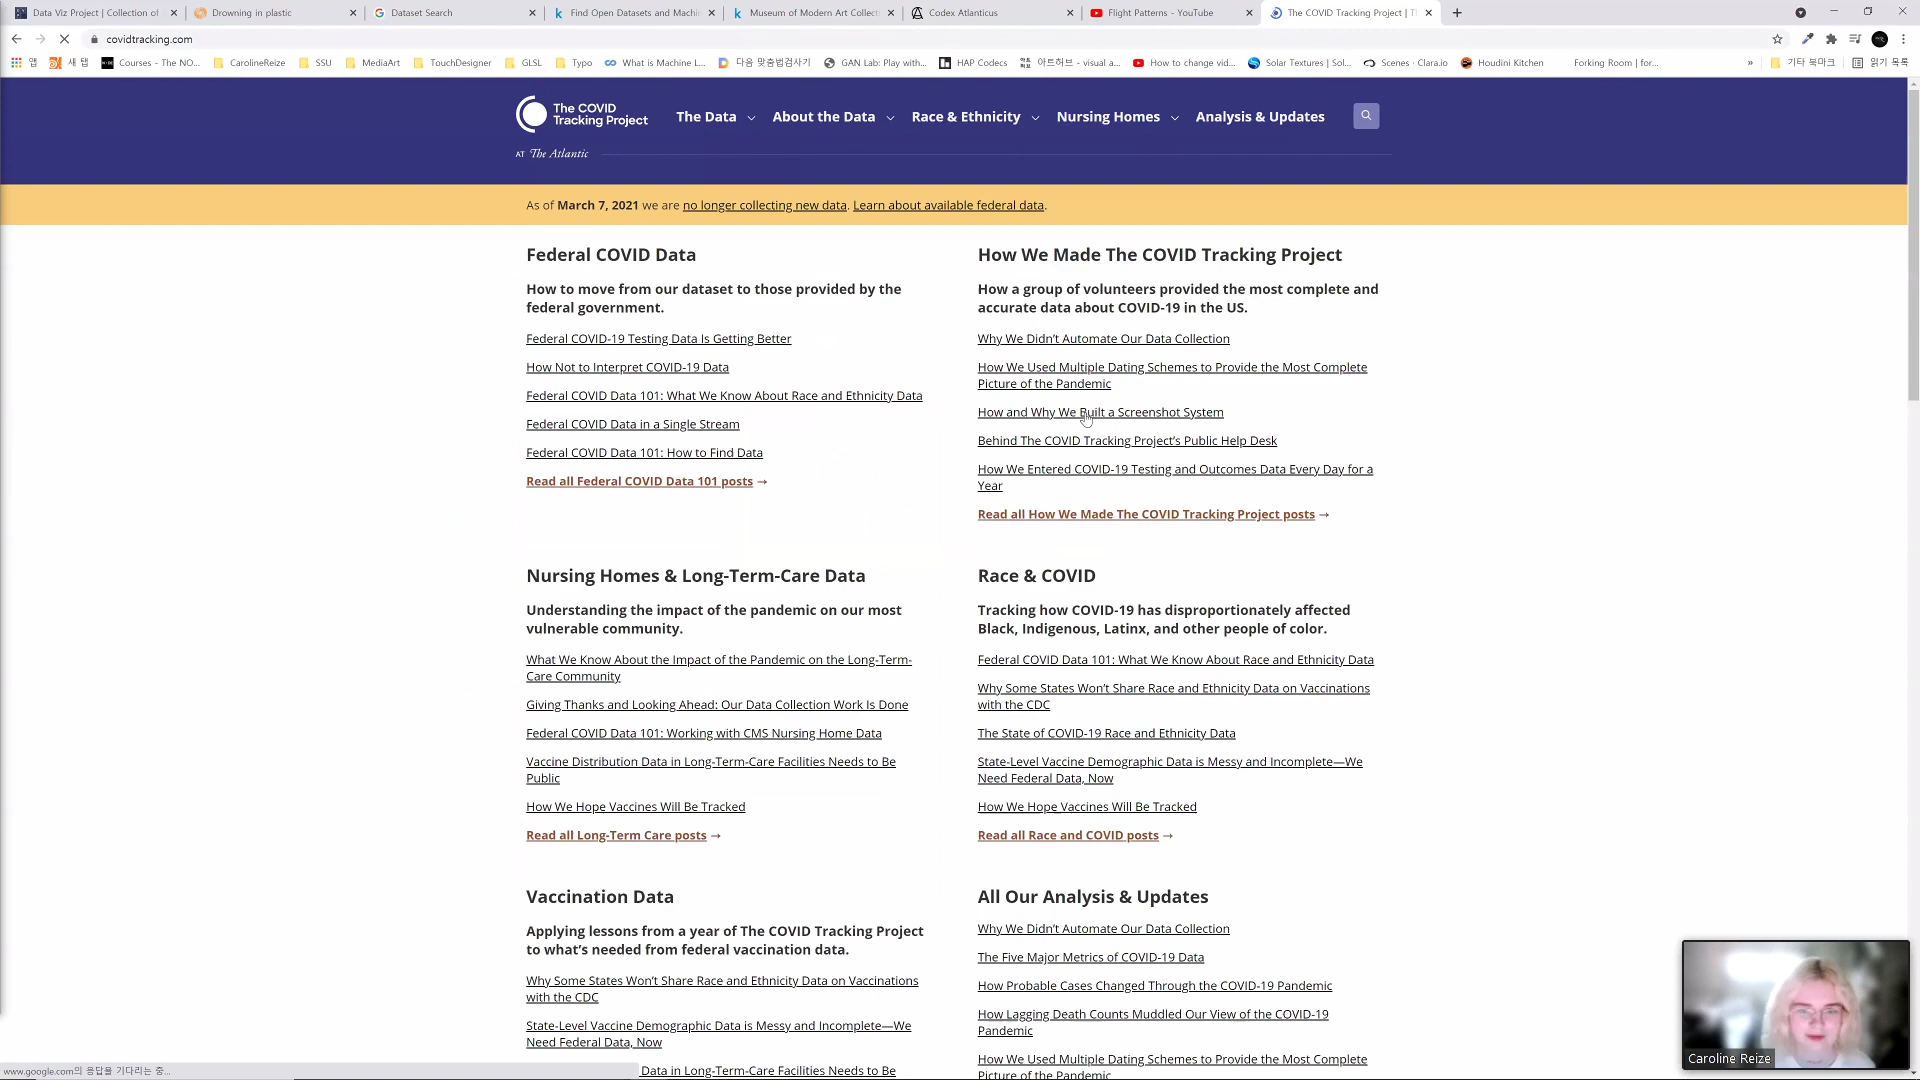 Data Viz Project | Collection of
Drowning in plastic
Dataset Search
Find Open Datasets and Machi
Museum of Modern Art Collect
Codex Atlanticus
Flight Patterns - YouTube
The COVID Tracking Project | T
covidtracking.com
앱
새 탭
Courses - The NO...
CarolineReize
SSU
MediaArt
TouchDesigner
GLSL
Typo
What is Machine L...
다음 맞춤법검사기
GAN Lab: Play with...
HAP Codecs
아트허브 - visual a...
How to change vid...
Solar Textures | Sol...
Scenes · Clara.io
Houdini Kitchen
Forking Room | for...
»
기타 북마크
읽기 목록
The COVID
Tracking Project
AT The Atlantic
The Data
About the Data
Race & Ethnicity
Nursing Homes
Analysis & Updates
As of March 7, 2021 we are no longer collecting new data. Learn about available federal data.
Federal COVID Data
How to move from our dataset to those provided by the
federal government.
Federal COVID-19 Testing Data Is Getting Better
How Not to Interpret COVID-19 Data
Federal COVID Data 101: What We Know About Race and Ethnicity Data
Federal COVID Data in a Single Stream
Federal COVID Data 101: How to Find Data
Read all Federal COVID Data 101 posts →
How We Made The COVID Tracking Project
How a group of volunteers provided the most complete and
accurate data about COVID-19 in the US.
Why We Didn't Automate Our Data Collection
How We Used Multiple Dating Schemes to Provide the Most Complete
Picture of the Pandemic
How and Why We Built a Screenshot System
Behind The COVID Tracking Project's Public Help Desk
How We Entered COVID-19 Testing and Outcomes Data Every Day for a
Year
Read all How We Made The COVID Tracking Project posts →
Nursing Homes & Long-Term-Care Data
Understanding the impact of the pandemic on our most
vulnerable community.
What We Know About the Impact of the Pandemic on the Long-Term-
Care Community
Giving Thanks and Looking Ahead: Our Data Collection Work Is Done
Federal COVID Data 101: Working with CMS Nursing Home Data
Vaccine Distribution Data in Long-Term-Care Facilities Needs to Be
Public
How We Hope Vaccines Will Be Tracked
Read all Long-Term Care posts →
Race & COVID
Tracking how COVID-19 has disproportionately affected
Black, Indigenous, Latinx, and other people of color.
Federal COVID Data 101: What We Know About Race and Ethnicity Data
Why Some States Won't Share Race and Ethnicity Data on Vaccinations
with the CDC
The State of COVID-19 Race and Ethnicity Data
State-Level Vaccine Demographic Data is Messy and Incomplete—We
Need Federal Data, Now
How We Hope Vaccines Will Be Tracked
Read all Race and COVID posts →
Vaccination Data
Applying lessons from a year of The COVID Tracking Project
to what's needed from federal vaccination data.
Why Some States Won't Share Race and Ethnicity Data on Vaccinations
with the CDC
State-Level Vaccine Demographic Data is Messy and Incomplete—We
Need Federal Data, Now
Data in Long-Term-Care Facilities Needs to Be
All Our Analysis & Updates
Why We Didn't Automate Our Data Collection
The Five Major Metrics of COVID-19 Data
How Probable Cases Changed Through the COVID-19 Pandemic
How Lagging Death Counts Muddled Our View of the COVID-19
Pandemic
How We Used Multiple Dating Schemes to Provide the Most Complete
Picture of the Pandemic
www.google.com의 응답을 기다리는 중...
Caroline Reize